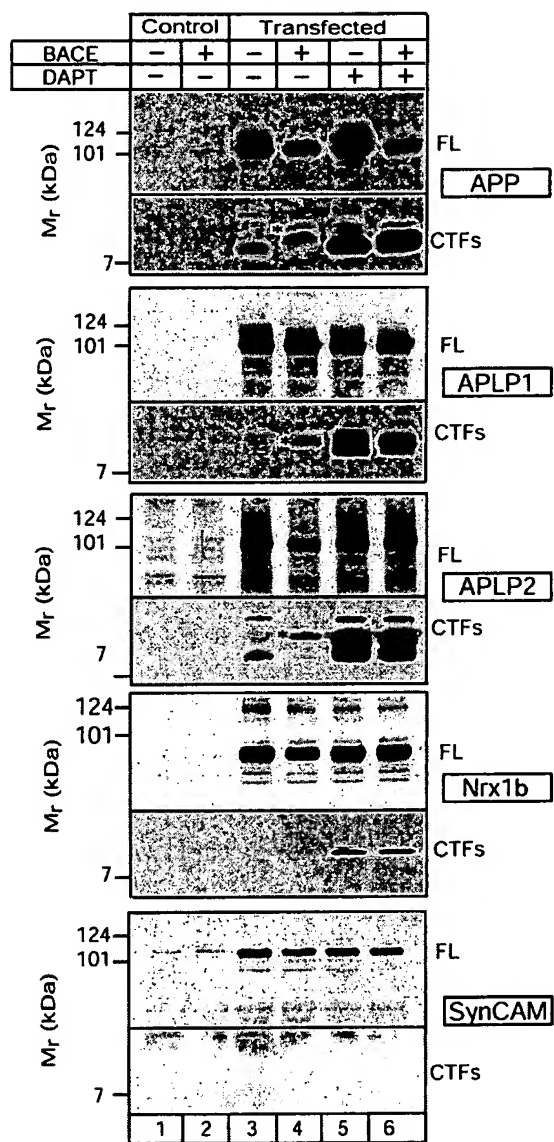 Control Transfected
BACE – + – + – +
DAPT – – – – + +
124
101
Mr (kDa)
FL
APP
CTFs
7
124
101
Mr (kDa)
FL
APLP1
CTFs
7
124
101
Mr (kDa)
FL
APLP2
CTFs
7
124
101
Mr (kDa)
FL
Nrx1b
CTFs
7
124
101
Mr (kDa)
FL
SynCAM
CTFs
7
1 2 3 4 5 6